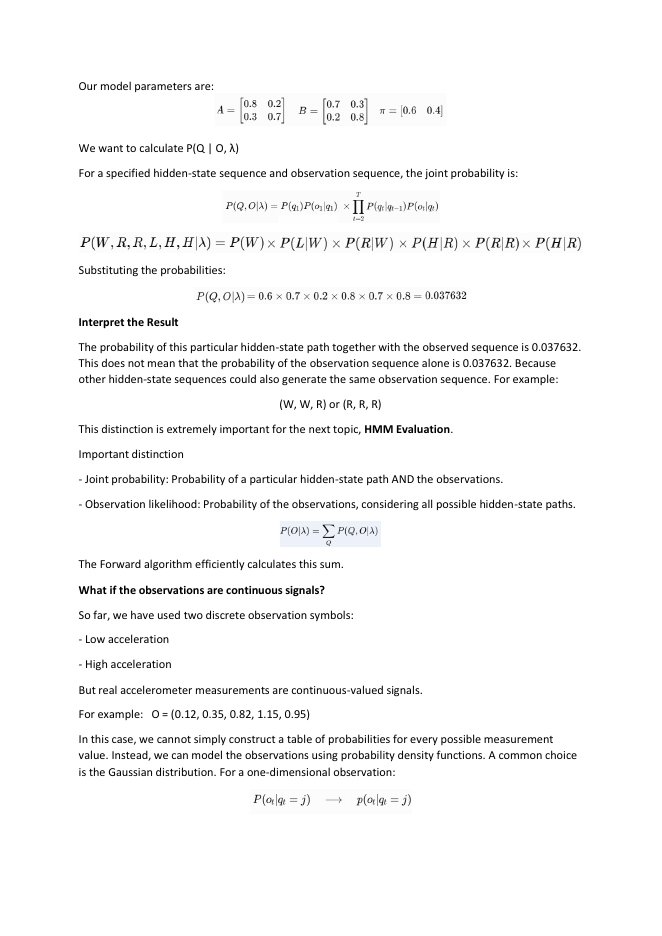 Our model parameters are:
A = [0.8 0.2; 0.3 0.7] B = [0.7 0.3; 0.2 0.8] π = [0.6 0.4]
We want to calculate P(Q | O, λ)
For a specified hidden-state sequence and observation sequence, the joint probability is:
P(Q, O|λ) = P(q₁)P(o₁|q₁) × ∏_{t=2}^{T} P(q_t|q_{t−1})P(o_t|q_t)
P(W, R, R, L, H, H|λ) = P(W) × P(L|W) × P(R|W) × P(H|R) × P(R|R) × P(H|R)
Substituting the probabilities:
P(Q, O|λ) = 0.6 × 0.7 × 0.2 × 0.8 × 0.7 × 0.8 = 0.037632
Interpret the Result
The probability of this particular hidden-state path together with the observed sequence is 0.037632.
This does not mean that the probability of the observation sequence alone is 0.037632. Because
other hidden-state sequences could also generate the same observation sequence. For example:
(W, W, R) or (R, R, R)
This distinction is extremely important for the next topic, HMM Evaluation.
Important distinction
- Joint probability: Probability of a particular hidden-state path AND the observations.
- Observation likelihood: Probability of the observations, considering all possible hidden-state paths.
P(O|λ) = ∑_Q P(Q, O|λ)
The Forward algorithm efficiently calculates this sum.
What if the observations are continuous signals?
So far, we have used two discrete observation symbols:
- Low acceleration
- High acceleration
But real accelerometer measurements are continuous-valued signals.
For example: O = (0.12, 0.35, 0.82, 1.15, 0.95)
In this case, we cannot simply construct a table of probabilities for every possible measurement
value. Instead, we can model the observations using probability density functions. A common choice
is the Gaussian distribution. For a one-dimensional observation:
P(o_t|q_t = j) ⟶ p(o_t|q_t = j)